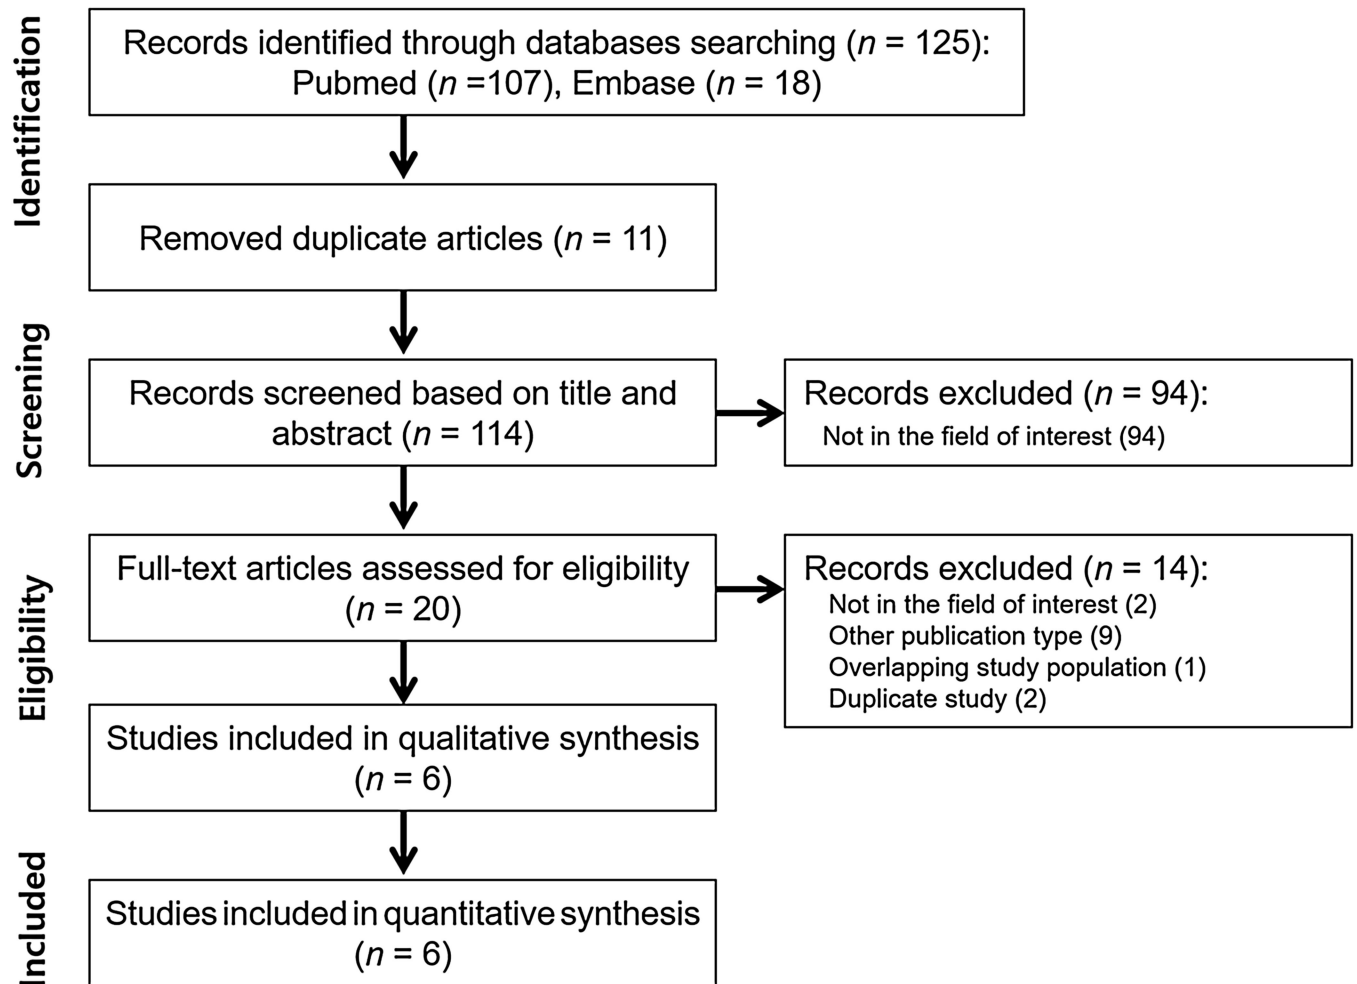 Identification
Records identified through databases searching (n = 125):
Pubmed (n =107), Embase (n = 18)
Removed duplicate articles (n = 11)
Screening
Records screened based on title and
abstract (n = 114)
Records excluded (n = 94):
Not in the field of interest (94)
Eligibility
Full-text articles assessed for eligibility
(n = 20)
Records excluded (n = 14):
Not in the field of interest (2)
Other publication type (9)
Overlapping study population (1)
Duplicate study (2)
Studies included in qualitative synthesis
(n = 6)
Included
Studies included in quantitative synthesis
(n = 6)